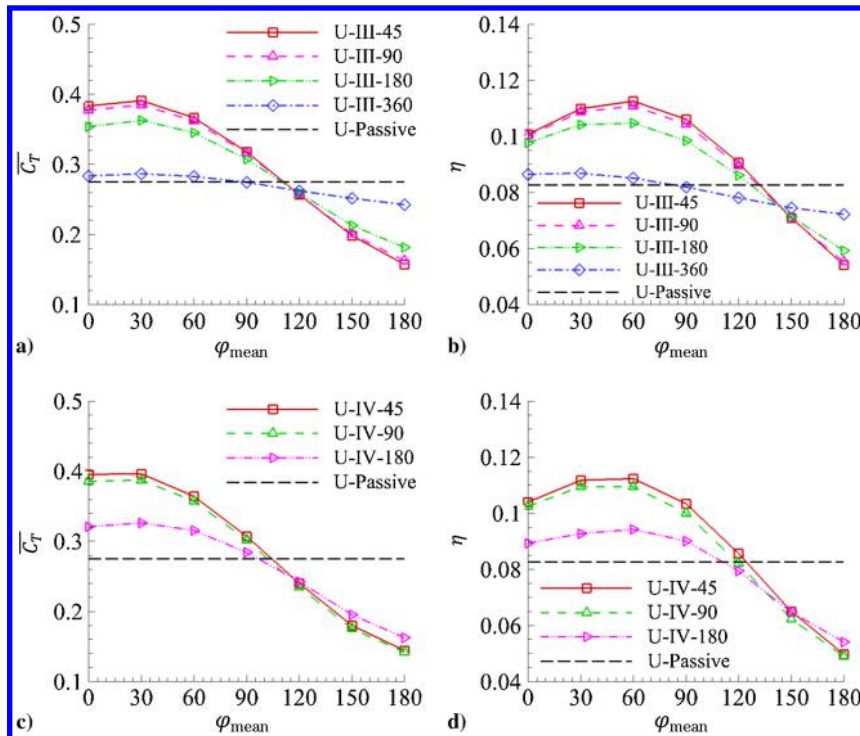 0.5
0.4
0.3
0.2
0.1
C_T
U-III-45
U-III-90
U-III-180
U-III-360
U-Passive
0 30 60 90 120 150 180
a)
φmean
0.14
0.12
0.1
0.08
0.06
0.04
η
U-III-45
U-III-90
U-III-180
U-III-360
U-Passive
0 30 60 90 120 150 180
b)
φmean
0.5
0.4
0.3
0.2
0.1
C_T
U-IV-45
U-IV-90
U-IV-180
U-Passive
0 30 60 90 120 150 180
c)
φmean
0.14
0.12
0.1
0.08
0.06
0.04
η
U-IV-45
U-IV-90
U-IV-180
U-Passive
0 30 60 90 120 150 180
d)
φmean